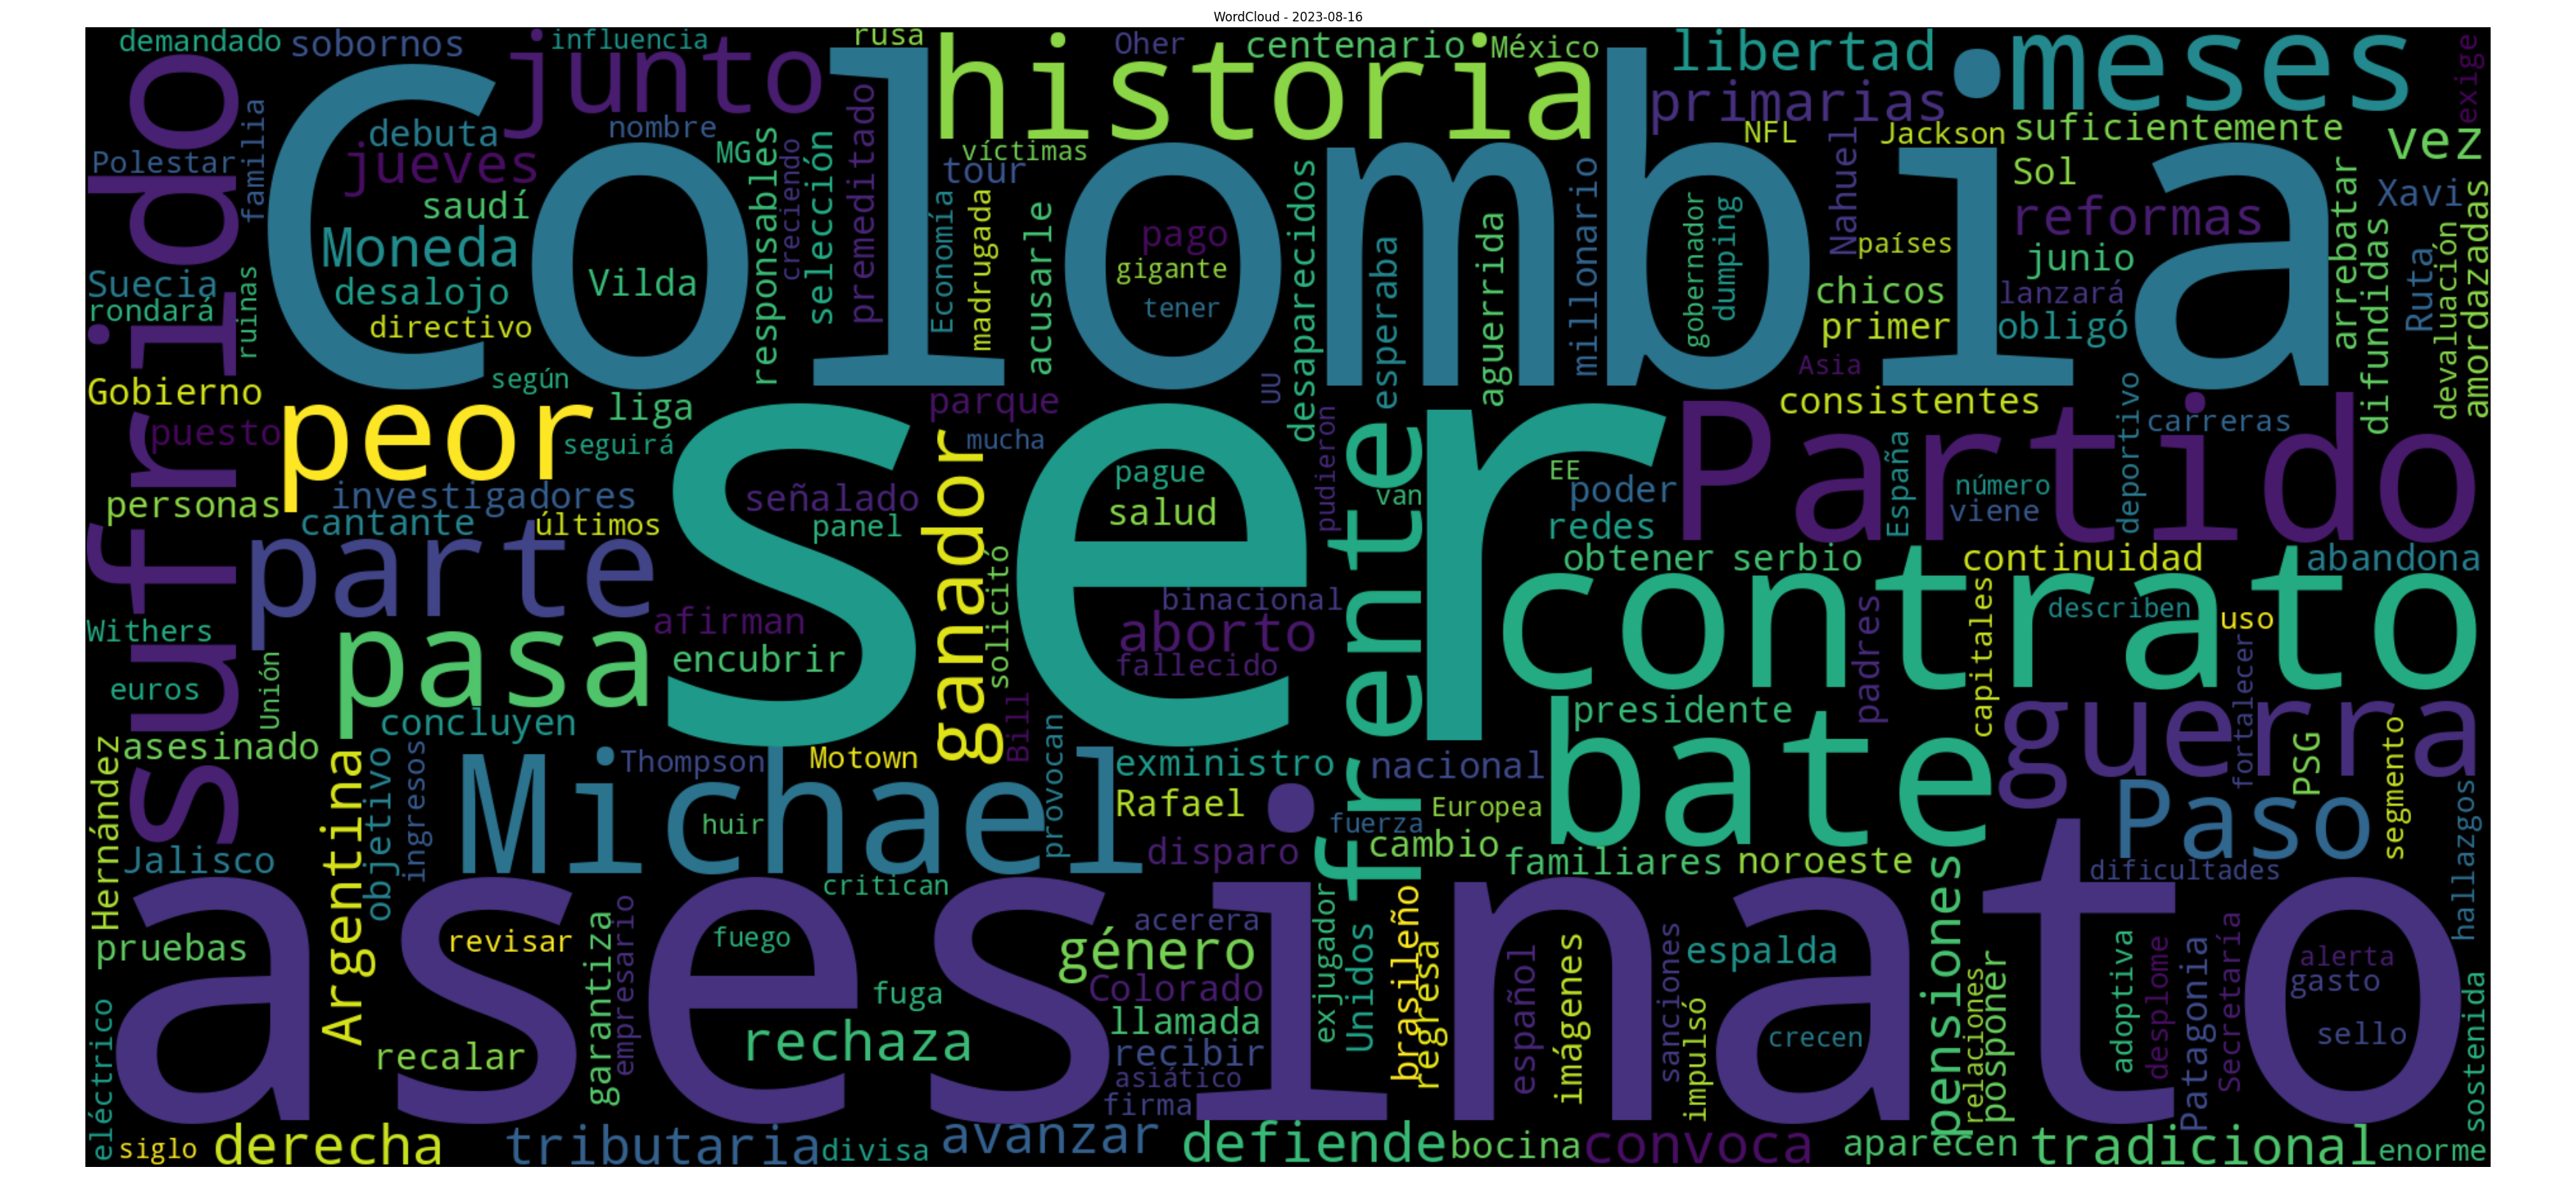 WordCloud - 2023-08-16
demandado
sobornos
influencia
junto
rusa
historia
Oher
centenario
México
libertad
meses
exige
primarias
sufrido
Colombia
familia
debuta
nombre
Polestar
jueves
MG
responsables
creciendo
selección
premeditado
víctimas
tour
NFL
Jackson
suficientemente
vez
Nahuel
Sol
Xavi
saudí
Moneda
desalojo
Vilda
directivo
Suecia
rondará
ruinas
Economía
madrugada
acusarle
pago
gigante
tener
desaparecidos
esperaba
aguerrida
millonario
gobernador
dumping
países
reformas
junio
chicos
lanzará
primer
obligó
arrebatar
difundidas
Ruta
devaluación
amordazadas
según
UU
Asia
Gobierno
puesto
peor
liga
seguirá
parque
mucha
ser
frente
consistentes
Partido
deportivo
carreras
personas
investigadores
cantante
últimos
señalado
panel
ganador
pague
salud
pudieron
van
EE
poder
redes
España
número
viene
parte
solicitó
obtener
serbio
continuidad
abandona
Withers
afirman
binacional
aborto
fallecido
contrato
padres
capitales
describen
uso
pasa
encubrir
euros
Unión
concluyen
Bill
provocan
presidente
guerra
fortalecer
asesinado
Hernández
Argentina
objetivo
ingresos
Michael
Thompson
Motown
huir
exministro
nacional
bate
Rafael
Europea
fuerza
Paso
PSG
segmento
Jalisco
disparo
cambio
familiares
noroeste
dificultades
hallazgos
critican
asesinato
pruebas
revisar
garantiza
empresario
fuego
acerera
género
exjugador
Unidos
brasileño
regresa
español
imágenes
sanciones
espalda
pensiones
adoptiva
desplome
Patagonia
Secretaría
alerta
gasto
fuga
Colorado
llamada
impulsó
relaciones
posponer
sostenida
eléctrico
recalar
rechaza
recibir
crecen
sello
asiático
firma
siglo
derecha
tributaria
divisa
avanzar
defiende
bocina
convoca
aparecen
tradicional
enorme